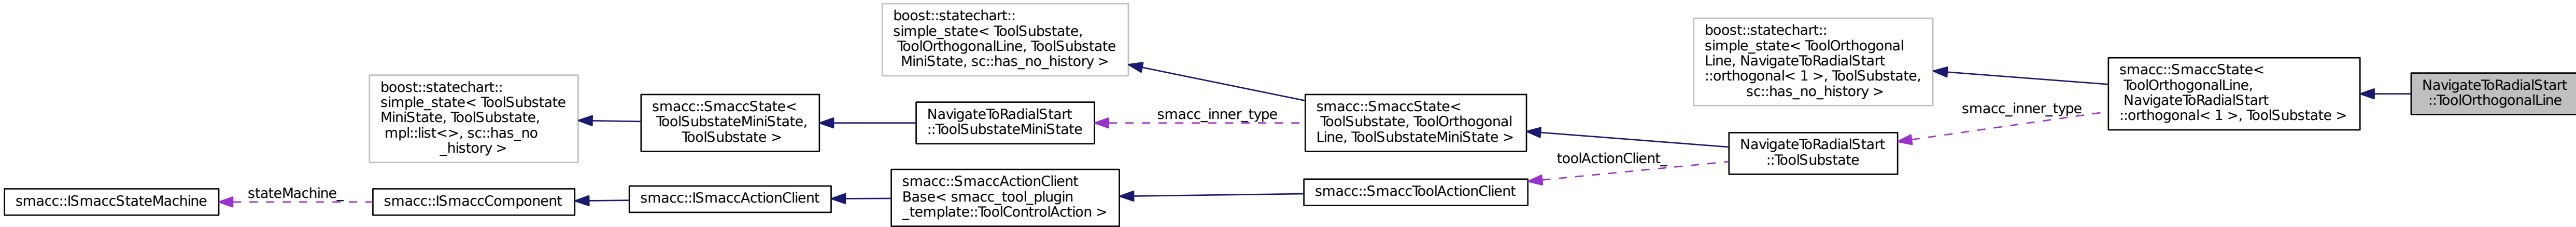 boost::statechart::
simple_state< ToolSubstate,
ToolOrthogonalLine, ToolSubstate
MiniState, sc::has_no_history >
boost::statechart::
simple_state< ToolOrthogonal
Line, NavigateToRadialStart
::orthogonal< 1 >, ToolSubstate,
sc::has_no_history >
smacc::SmaccState<
ToolOrthogonalLine,
NavigateToRadialStart
::orthogonal< 1 >, ToolSubstate >
NavigateToRadialStart
::ToolOrthogonalLine
boost::statechart::
simple_state< ToolSubstate
MiniState, ToolSubstate,
mpl::list<>, sc::has_no
_history >
smacc::SmaccState<
ToolSubstateMiniState,
ToolSubstate >
NavigateToRadialStart
::ToolSubstateMiniState
smacc_inner_type
smacc::SmaccState<
ToolSubstate, ToolOrthogonal
Line, ToolSubstateMiniState >
smacc_inner_type
NavigateToRadialStart
::ToolSubstate
toolActionClient_
smacc::ISmaccStateMachine
stateMachine_
smacc::ISmaccComponent
smacc::ISmaccActionClient
smacc::SmaccActionClient
Base< smacc_tool_plugin
_template::ToolControlAction >
smacc::SmaccToolActionClient